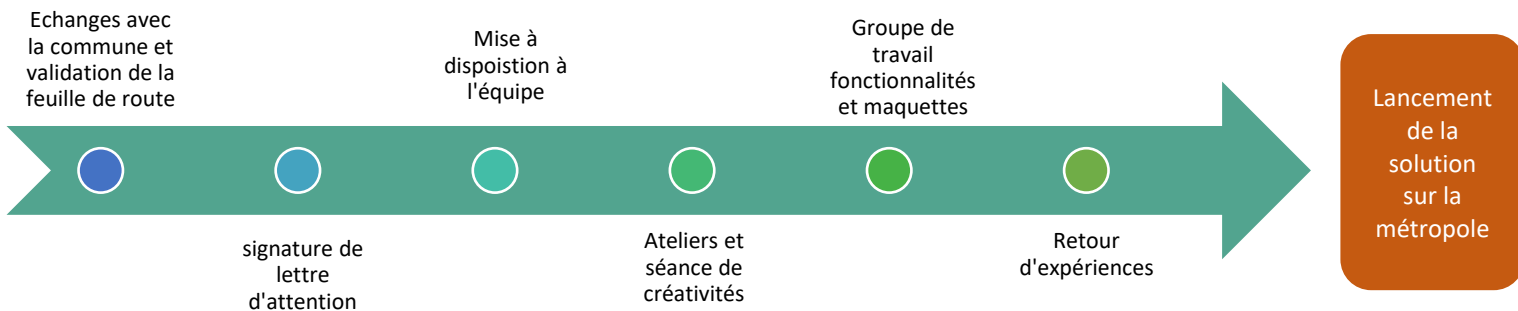 Echanges avec
la commune et
validation de la
feuille de route
signature de
lettre
d'attention
Mise à
dispoistion à
l'équipe
Ateliers et
séance de
créativités
Groupe de
travail
fonctionnalités
et maquettes
Retour
d'expériences
Lancement
de la
solution
sur la
métropole